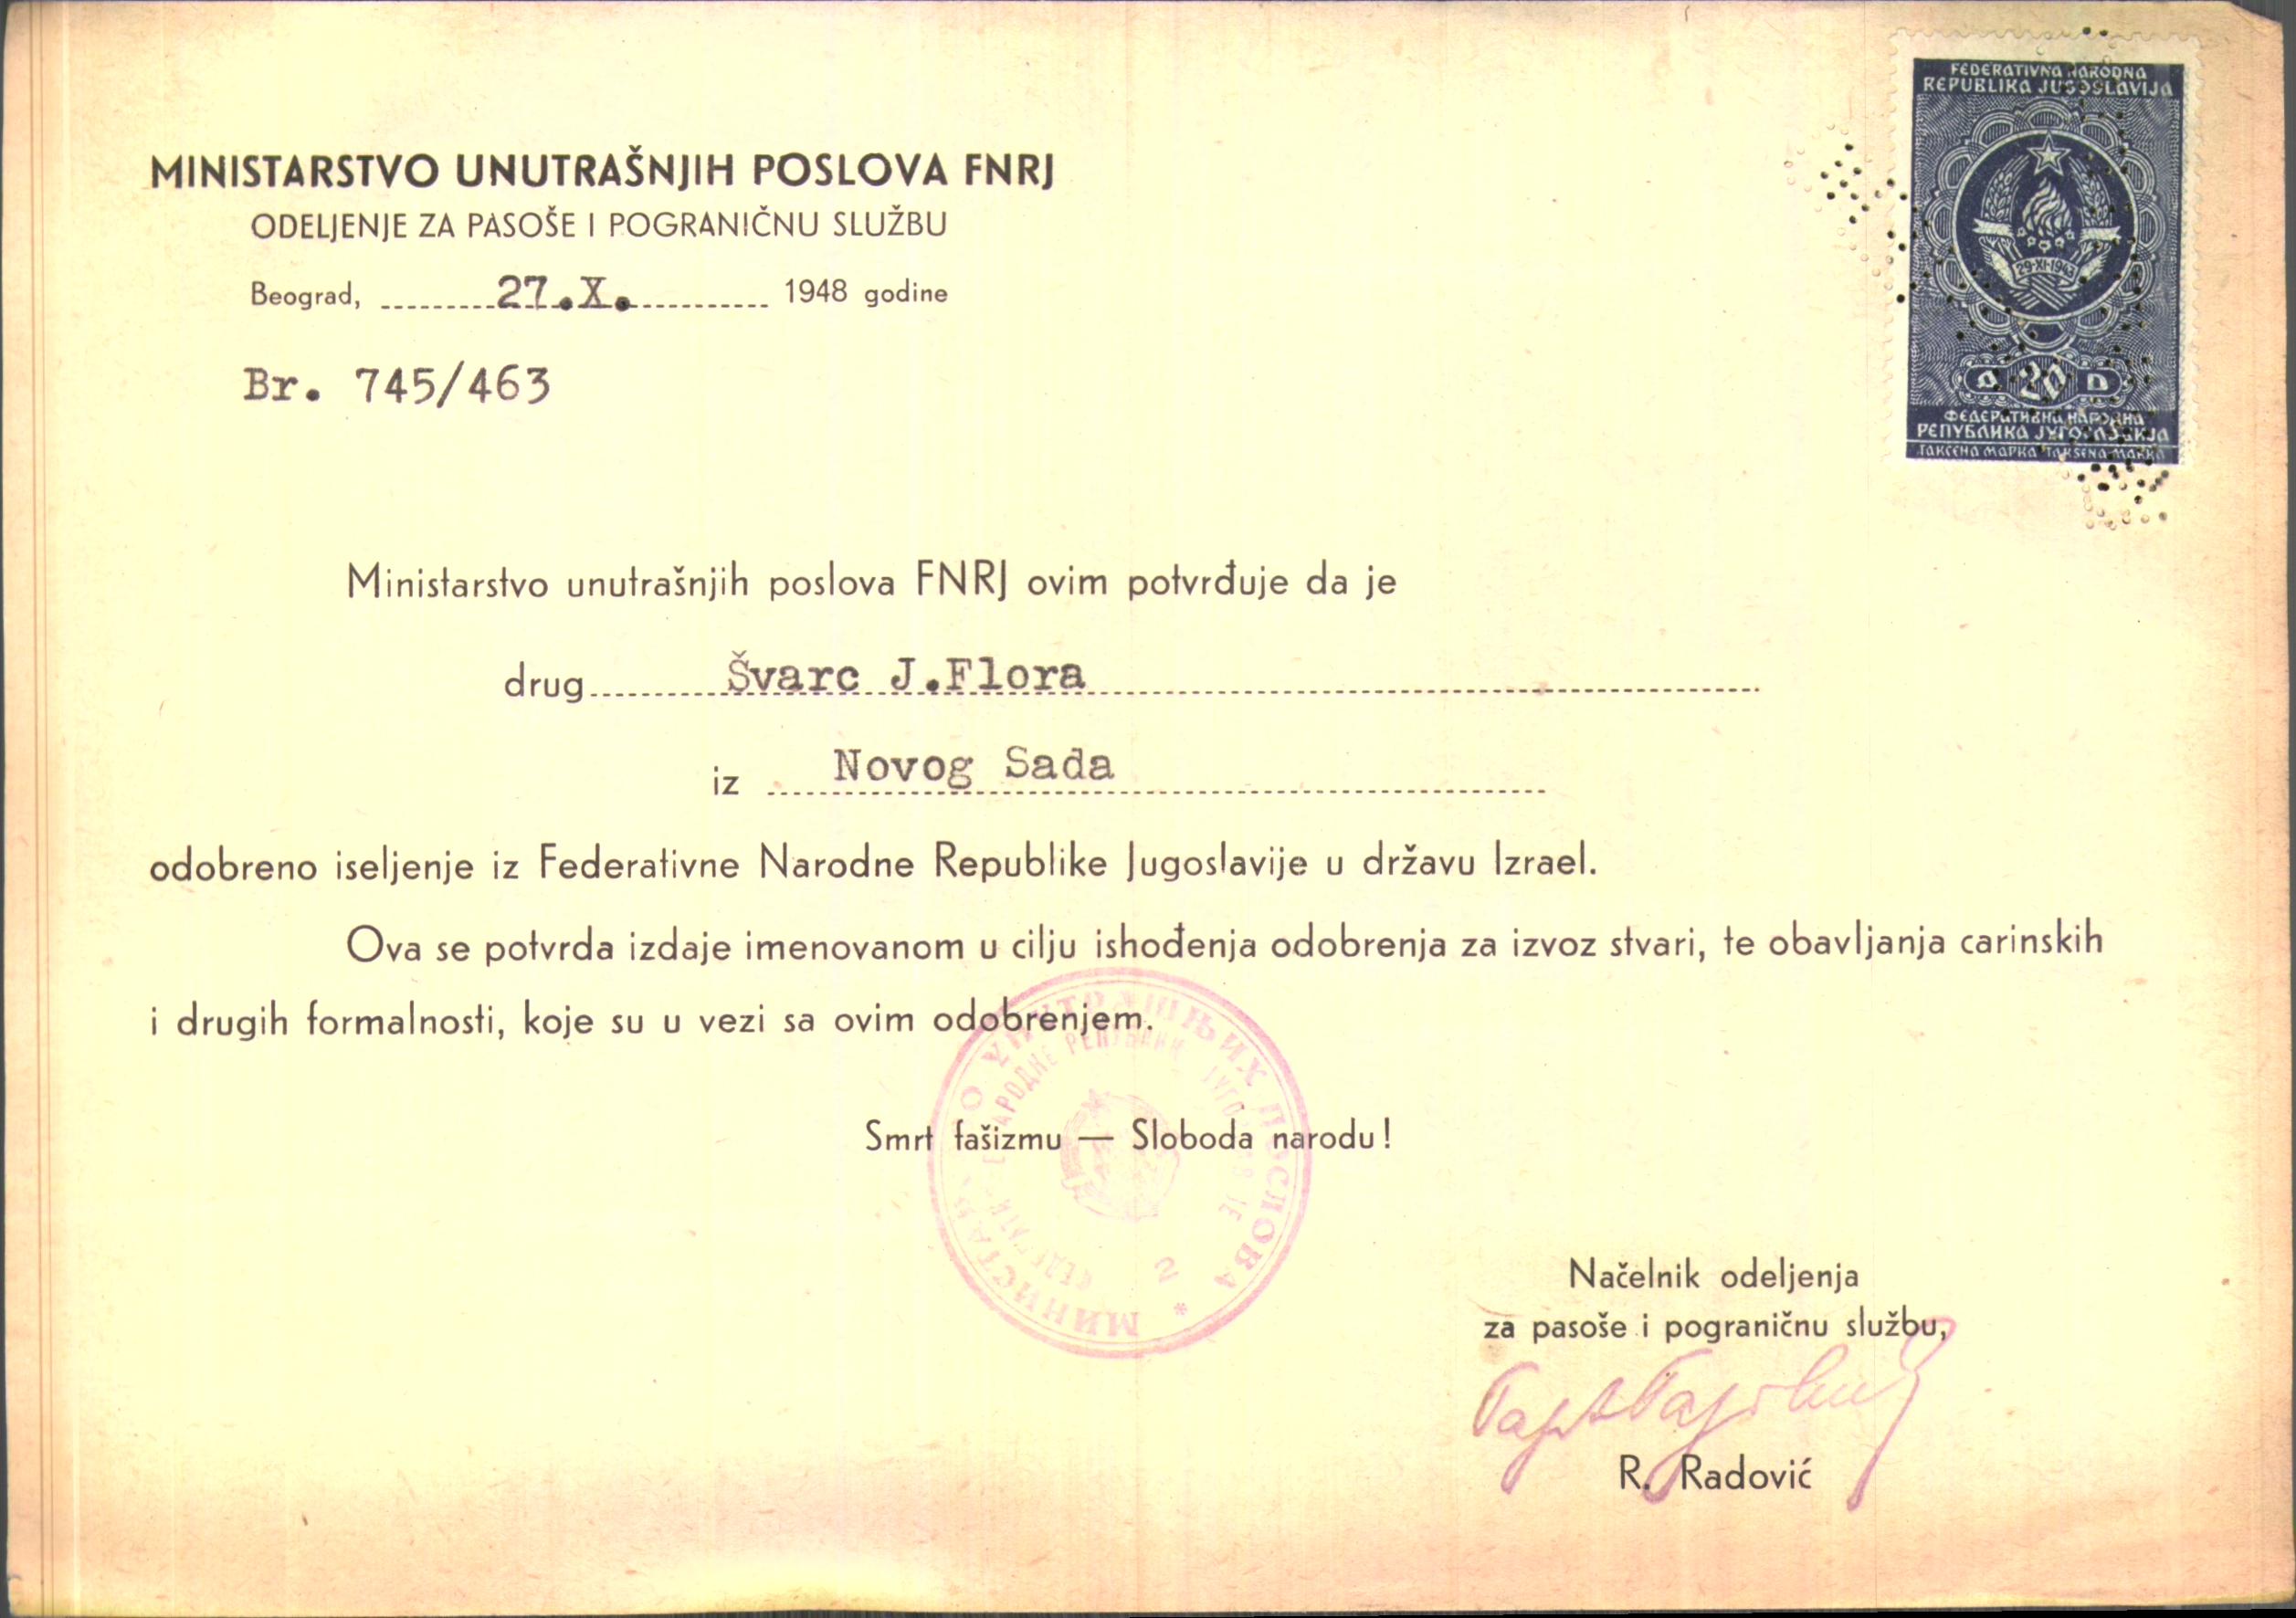 FEDERATIVNA NARODNA
REPUBLIKA JUGOSLAVIJA
29·XI·1943
D 20 D
ФЕДЕРАТИВНА НАРОДНА
РЕПУБЛИКА ЈУГОСЛАВИЈА
ТАКСЕНА МАРКА TAKSENA MARKA
MINISTARSTVO UNUTRAŠNJIH POSLOVA FNRJ
ODELJENJE ZA PASOŠE I POGRANIČNU SLUŽBU
Beograd, 27.X. 1948 godine
Br. 745/463
Ministarstvo unutrašnjih poslova FNRJ ovim potvrđuje da je
drug Švarc J.Flora
iz Novog Sada
odobreno iseljenje iz Federativne Narodne Republike Jugoslavije u državu Izrael.
Ova se potvrda izdaje imenovanom u cilju ishođenja odobrenja za izvoz stvari, te obavljanja carinskih
i drugih formalnosti, koje su u vezi sa ovim odobrenjem.
Smrt fašizmu — Sloboda narodu!
МИНИСТАРСТВО УНУТРАШЊИХ ПОСЛОВА
2
Načelnik odeljenja
za pasoše i pograničnu službu,
R. Radović